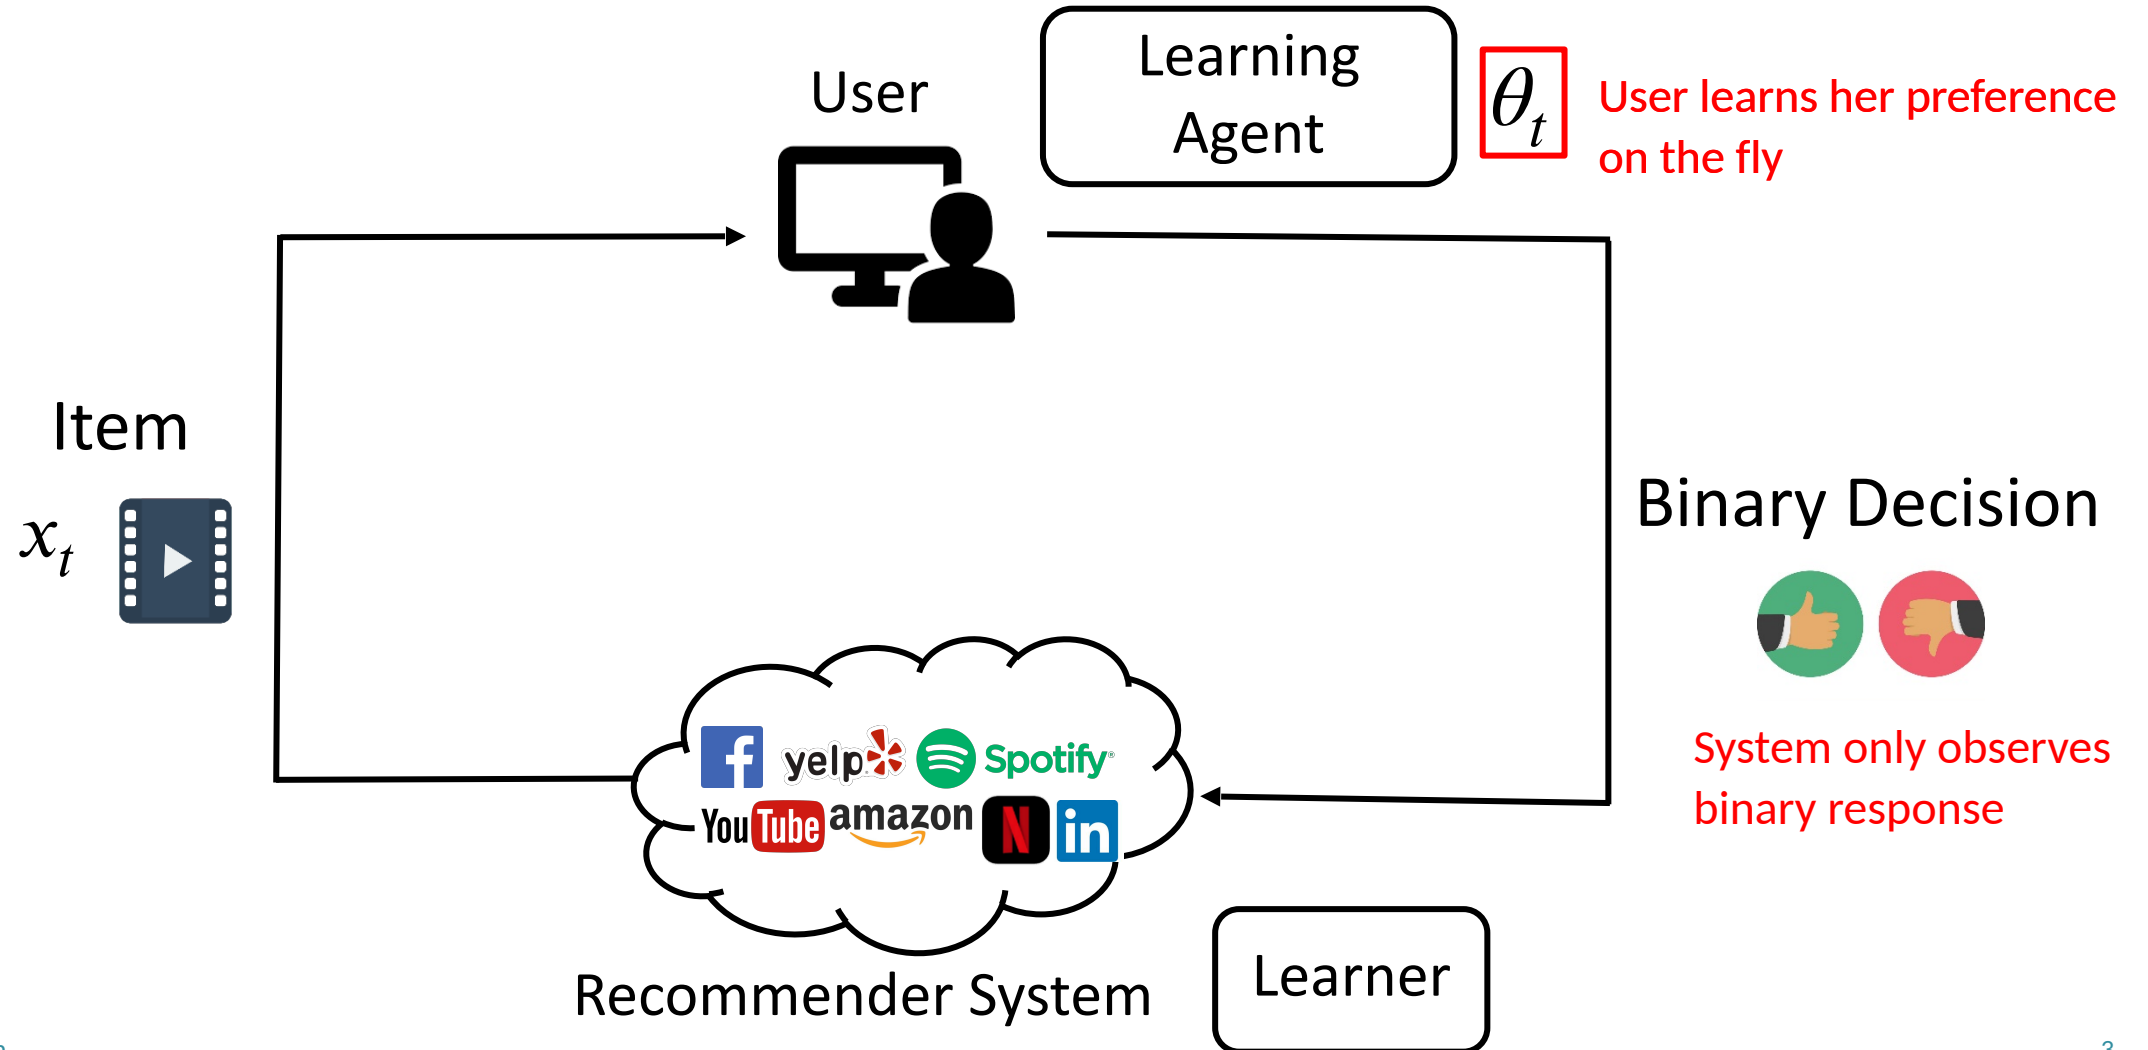 User
Learning
Agent
θt
User learns her preference
on the fly
Item
xt
Binary Decision
System only observes
binary response
f yelp Spotify
YouTube amazon N in
Recommender System
Learner
3